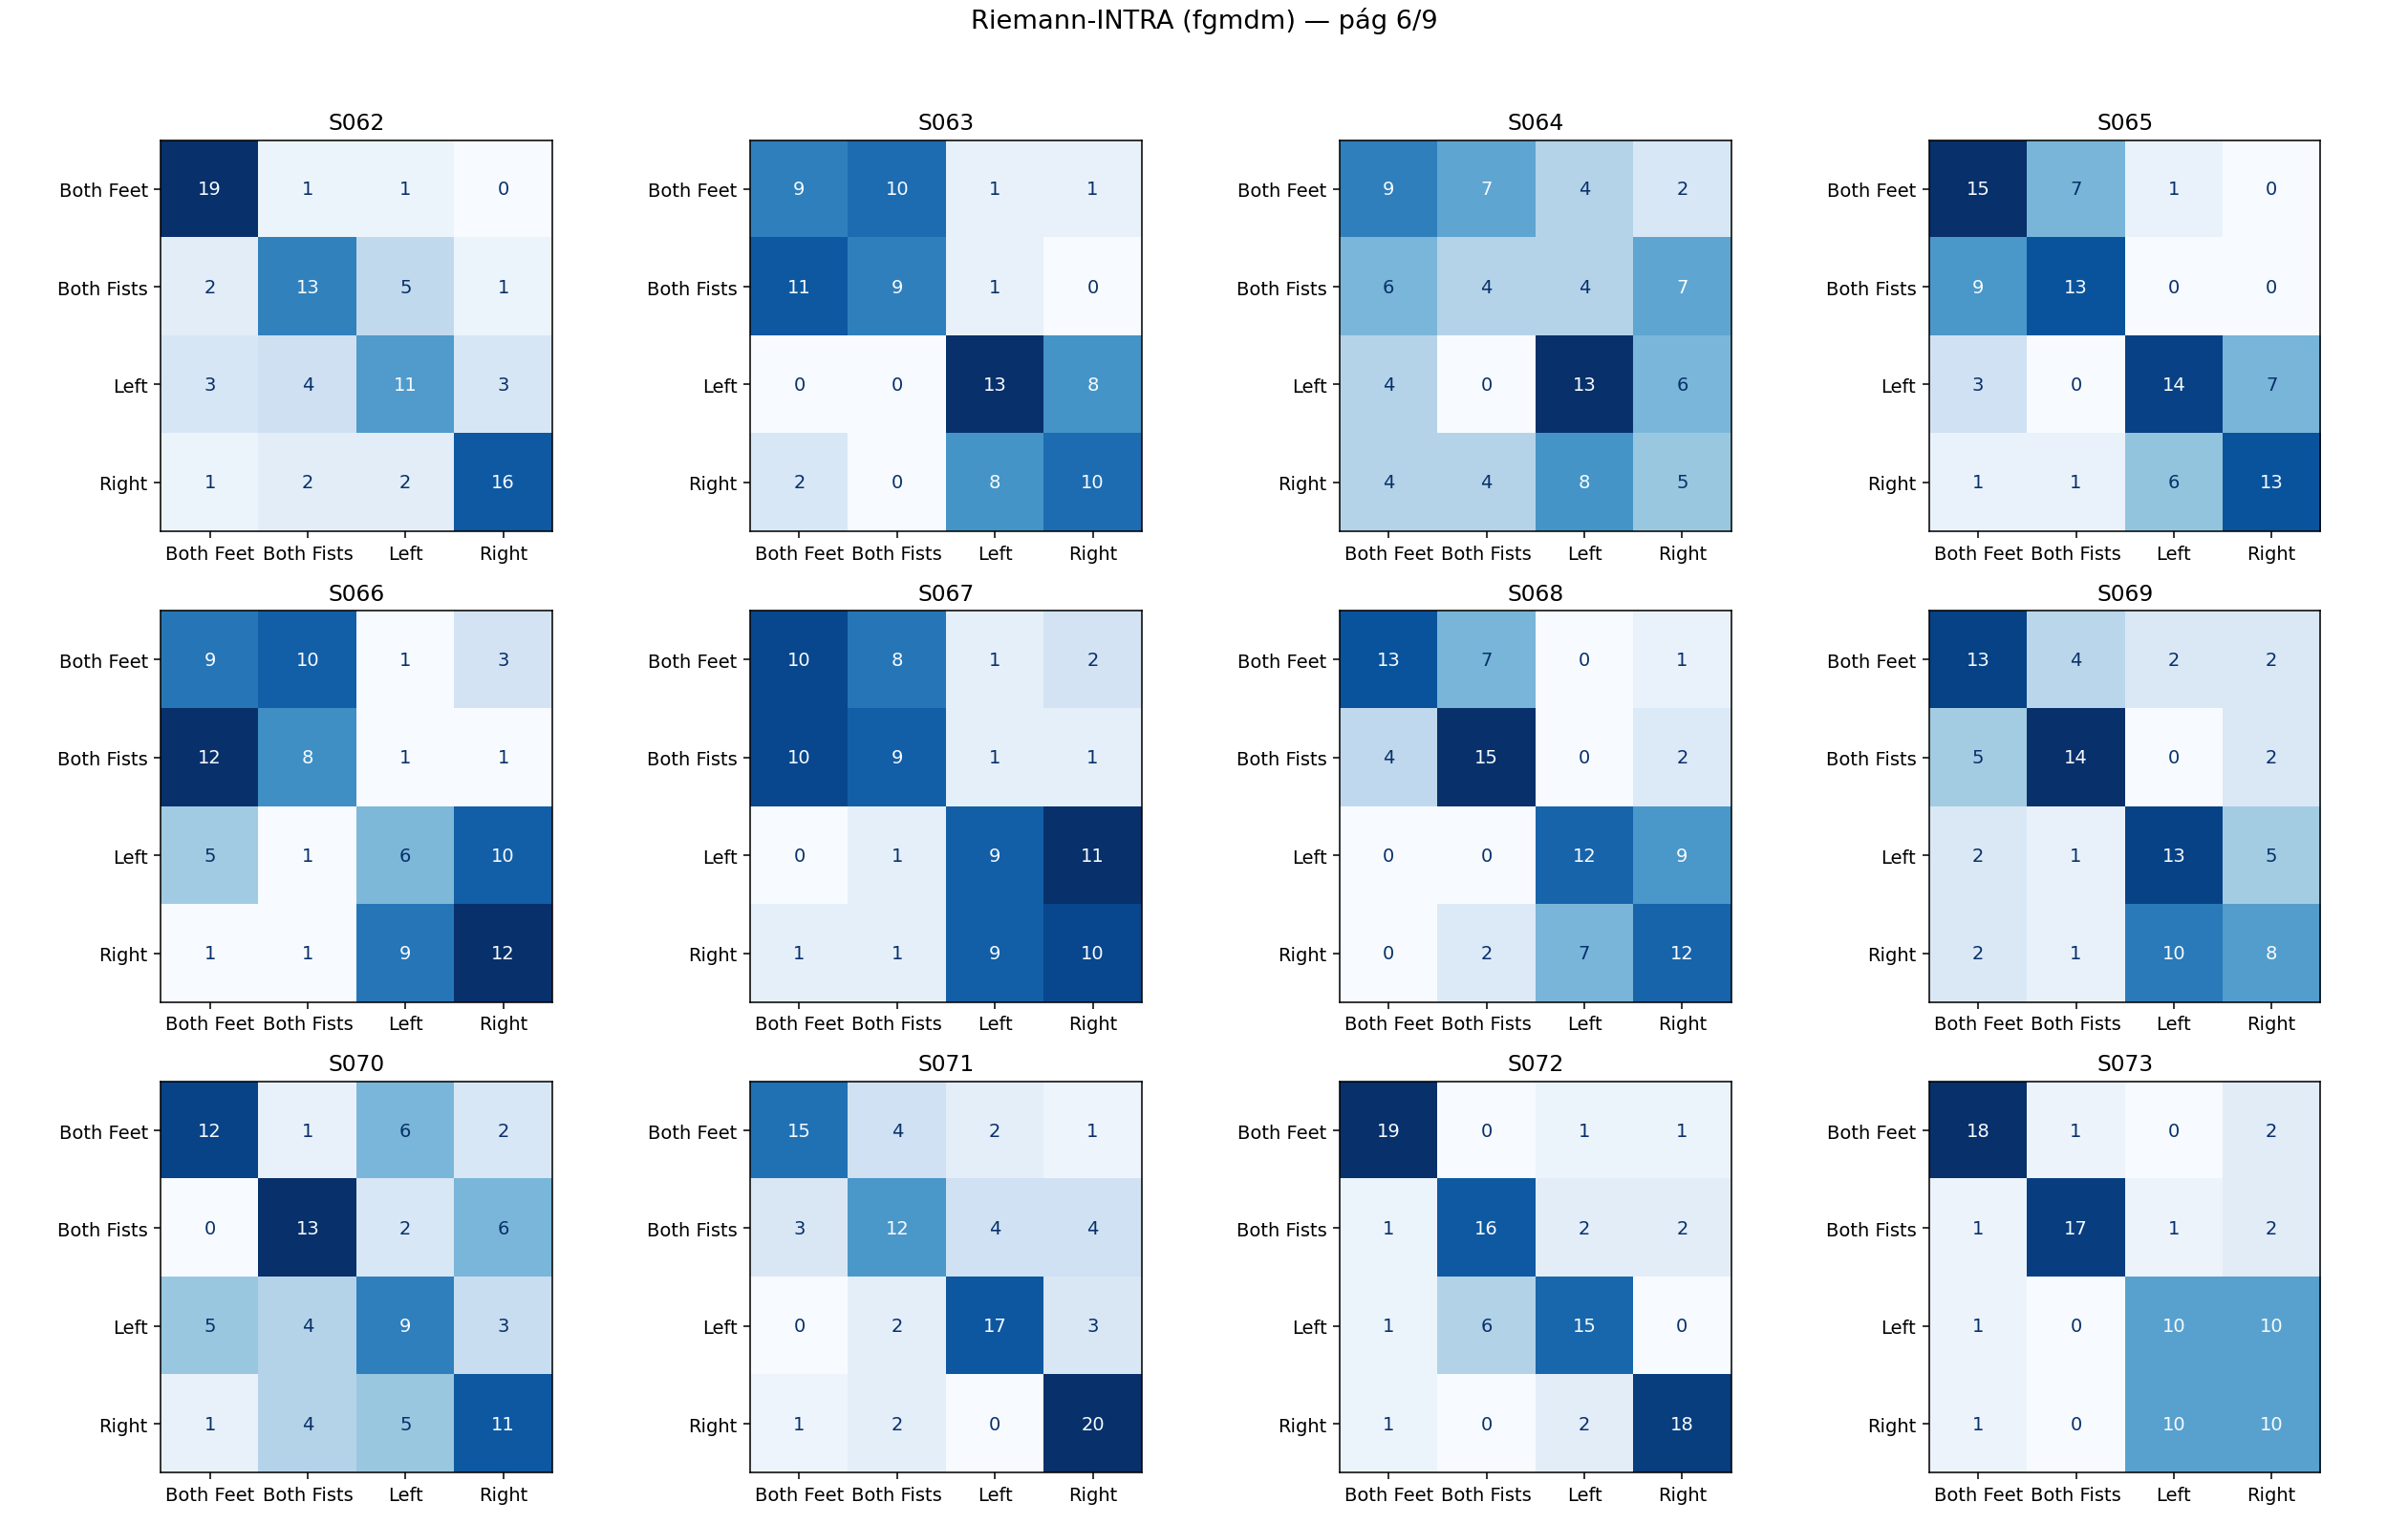 Riemann-INTRA (fgmdm) — pág 6/9
S062 S063 S064 S065
Both Feet 19 1 1 0 Both Feet 9 10 1 1 Both Feet 9 7 4 2 Both Feet 15 7 1 0
Both Fists 2 13 5 1 Both Fists 11 9 1 0 Both Fists 6 4 4 7 Both Fists 9 13 0 0
Left 3 4 11 3 Left 0 0 13 8 Left 4 0 13 6 Left 3 0 14 7
Right 1 2 2 16 Right 2 0 8 10 Right 4 4 8 5 Right 1 1 6 13
Both Feet Both Fists Left Right Both Feet Both Fists Left Right Both Feet Both Fists Left Right Both Feet Both Fists Left Right
S066 S067 S068 S069
Both Feet 9 10 1 3 Both Feet 10 8 1 2 Both Feet 13 7 0 1 Both Feet 13 4 2 2
Both Fists 12 8 1 1 Both Fists 10 9 1 1 Both Fists 4 15 0 2 Both Fists 5 14 0 2
Left 5 1 6 10 Left 0 1 9 11 Left 0 0 12 9 Left 2 1 13 5
Right 1 1 9 12 Right 1 1 9 10 Right 0 2 7 12 Right 2 1 10 8
Both Feet Both Fists Left Right Both Feet Both Fists Left Right Both Feet Both Fists Left Right Both Feet Both Fists Left Right
S070 S071 S072 S073
Both Feet 12 1 6 2 Both Feet 15 4 2 1 Both Feet 19 0 1 1 Both Feet 18 1 0 2
Both Fists 0 13 2 6 Both Fists 3 12 4 4 Both Fists 1 16 2 2 Both Fists 1 17 1 2
Left 5 4 9 3 Left 0 2 17 3 Left 1 6 15 0 Left 1 0 10 10
Right 1 4 5 11 Right 1 2 0 20 Right 1 0 2 18 Right 1 0 10 10
Both Feet Both Fists Left Right Both Feet Both Fists Left Right Both Feet Both Fists Left Right Both Feet Both Fists Left Right